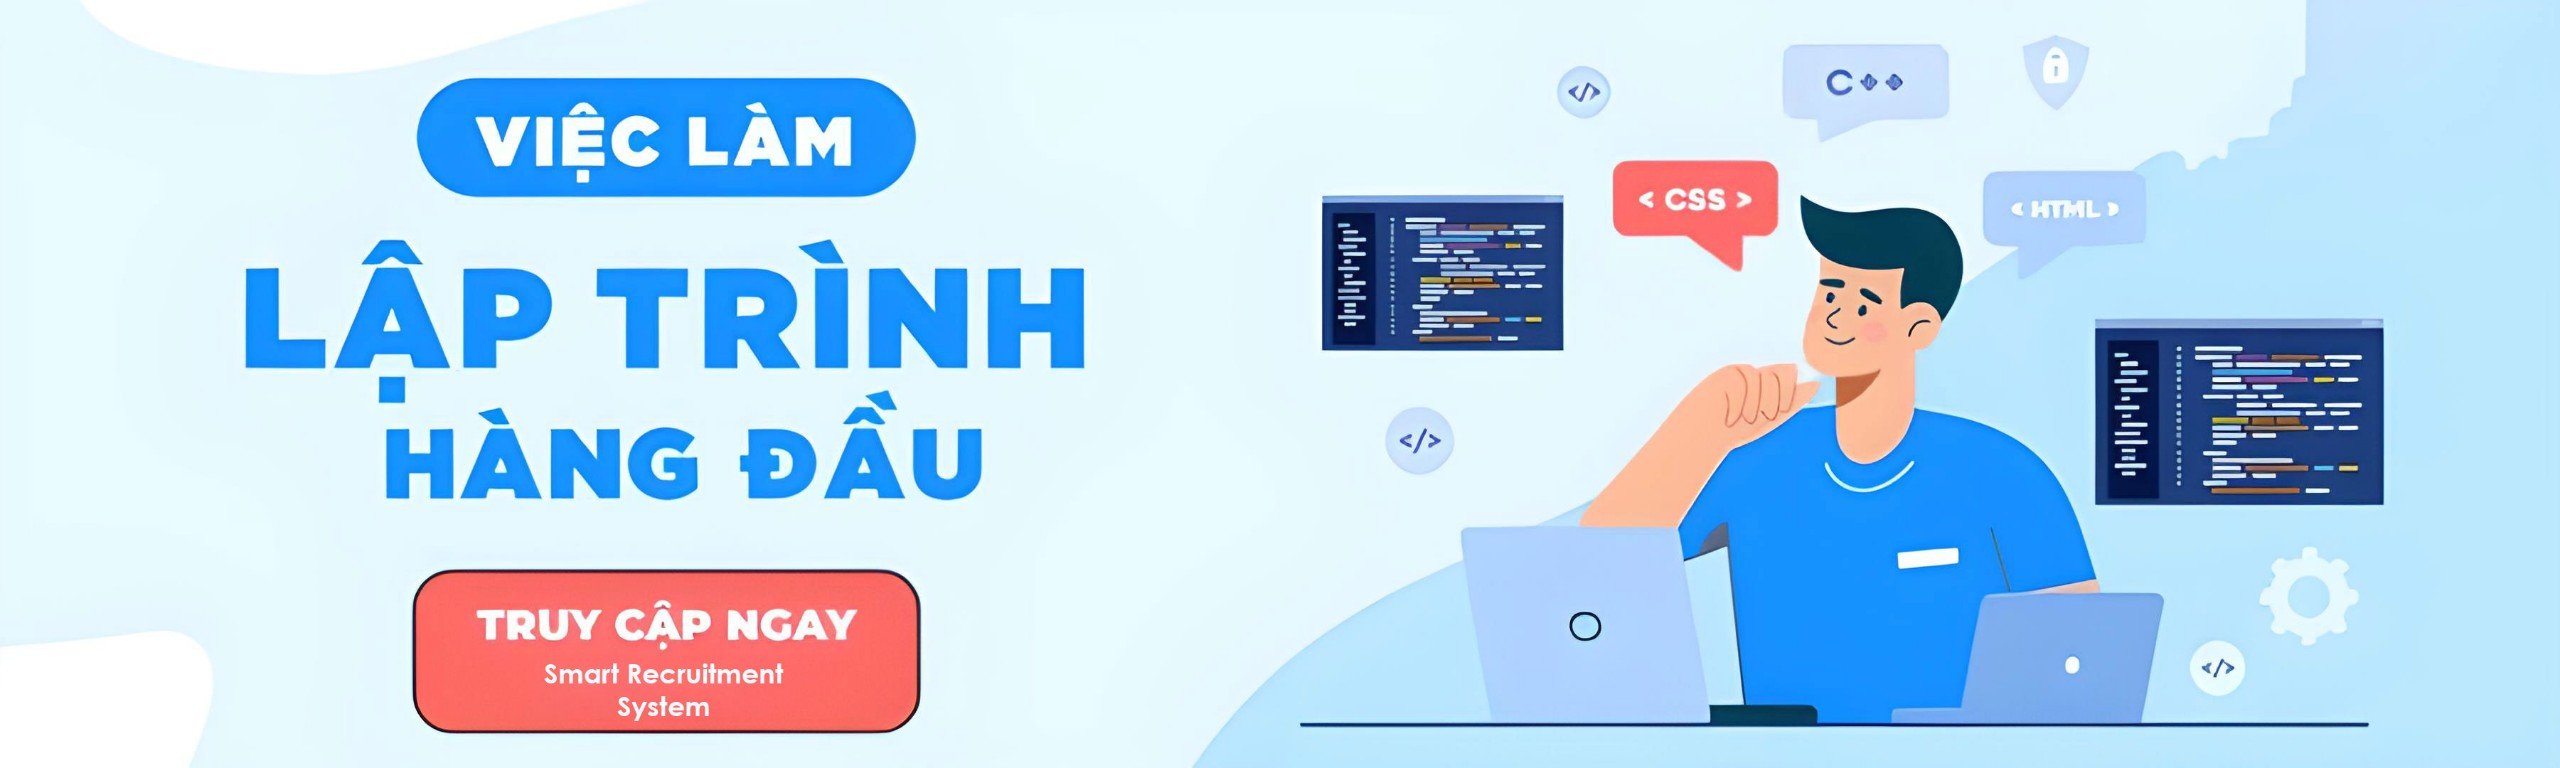 VIỆC LÀM
LẬP TRÌNH
HÀNG ĐẦU
TRUY CẬP NGAY
Smart Recruitment
System
</>
C++
< CSS >
< HTML >
</>
</>